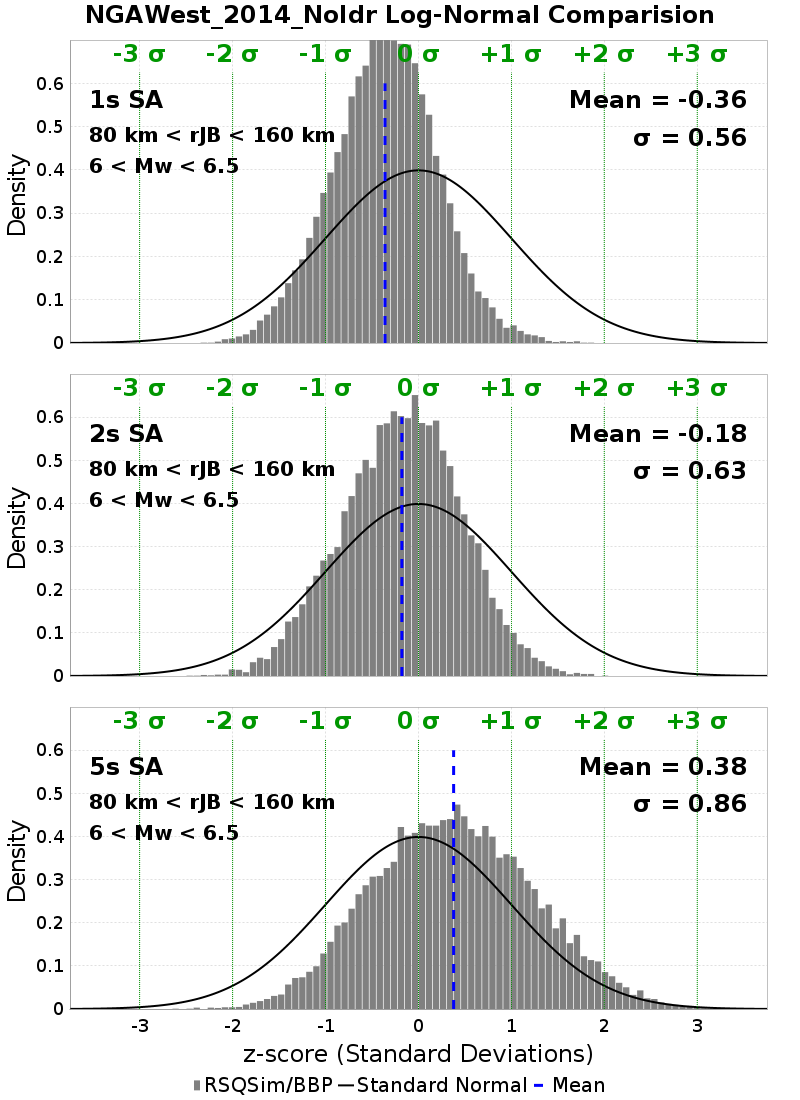 NGAWest_2014_NoIdr Log-Normal Comparision
-3 σ -2 σ -1 σ 0 σ +1 σ +2 σ +3 σ
1s SA
Mean = -0.36
80 km < rJB < 160 km
σ = 0.56
6 < Mw < 6.5
0.6
0.5
0.4
0.3
0.2
0.1
0
Density
-3 σ -2 σ -1 σ 0 σ +1 σ +2 σ +3 σ
2s SA
Mean = -0.18
80 km < rJB < 160 km
σ = 0.63
6 < Mw < 6.5
0.6
0.5
0.4
0.3
0.2
0.1
0
Density
-3 σ -2 σ -1 σ 0 σ +1 σ +2 σ +3 σ
5s SA
Mean = 0.38
80 km < rJB < 160 km
σ = 0.86
6 < Mw < 6.5
0.6
0.5
0.4
0.3
0.2
0.1
0
Density
-3 -2 -1 0 1 2 3
z-score (Standard Deviations)
RSQSim/BBP Standard Normal Mean